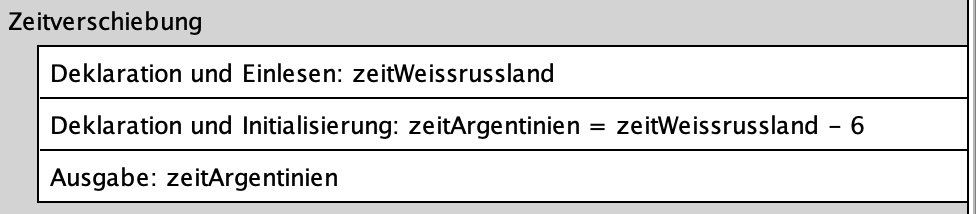 Zeitverschiebung
Deklaration und Einlesen: zeitWeissrussland
Deklaration und Initialisierung: zeitArgentinien = zeitWeissrussland - 6
Ausgabe: zeitArgentinien